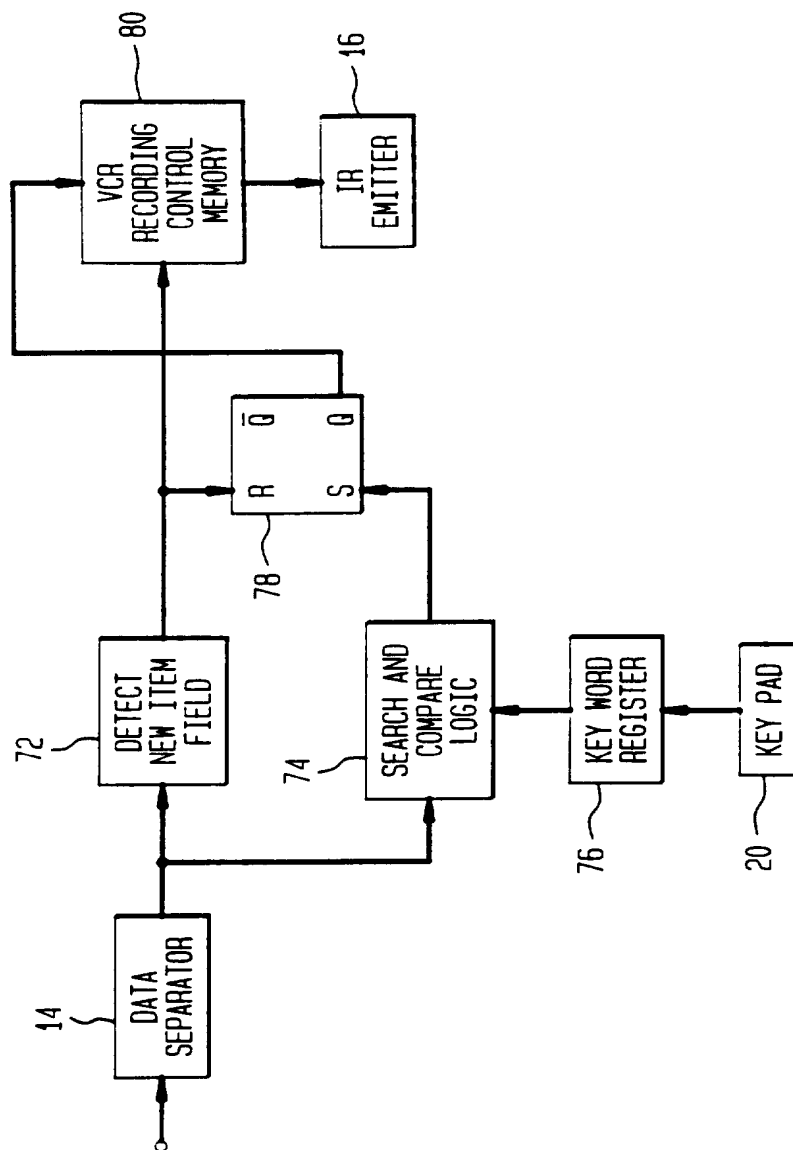 14
DATA
SEPARATOR
72
DETECT
NEW ITEM
FIELD
74
SEARCH AND
COMPARE
LOGIC
76
KEY WORD
REGISTER
20
KEY PAD
78
R
Q̅
S
Q
80
VCR
RECORDING
CONTROL
MEMORY
16
IR
EMITTER